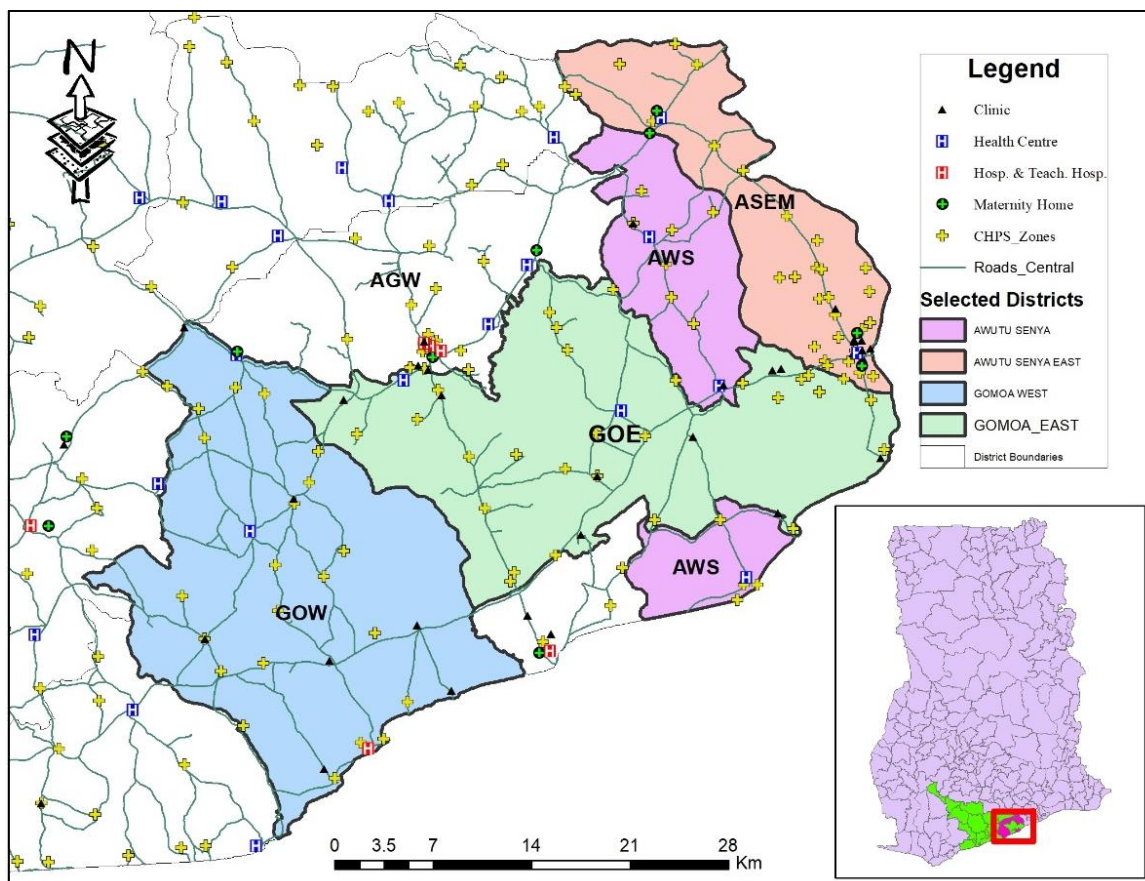 N
Legend
Clinic
H Health Centre
H Hosp. & Teach. Hosp.
Maternity Home
CHPS_Zones
Roads_Central
Selected Districts
AWUTU SENYA
AWUTU SENYA EAST
GOMOA WEST
GOMOA_EAST
District Boundaries
ASEM
AWS
AGW
GOE
AWS
GOW
0 3.5 7 14 21 28
Km